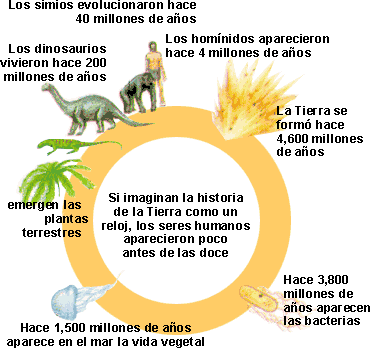 Los simios evolucionaron hace
40 millones de años
Los homínidos aparecieron
hace 4 millones de años
Los dinosaurios
vivieron hace 200
millones de años
La Tierra se
formó hace
4,600 millones
de años
emergen las
plantas
terrestres
Si imaginan la historia
de la Tierra como un
reloj, los seres humanos
aparecieron poco
antes de las doce
Hace 3,800
millones de
años aparecen
las bacterias
Hace 1,500 millones de años
aparece en el mar la vida vegetal